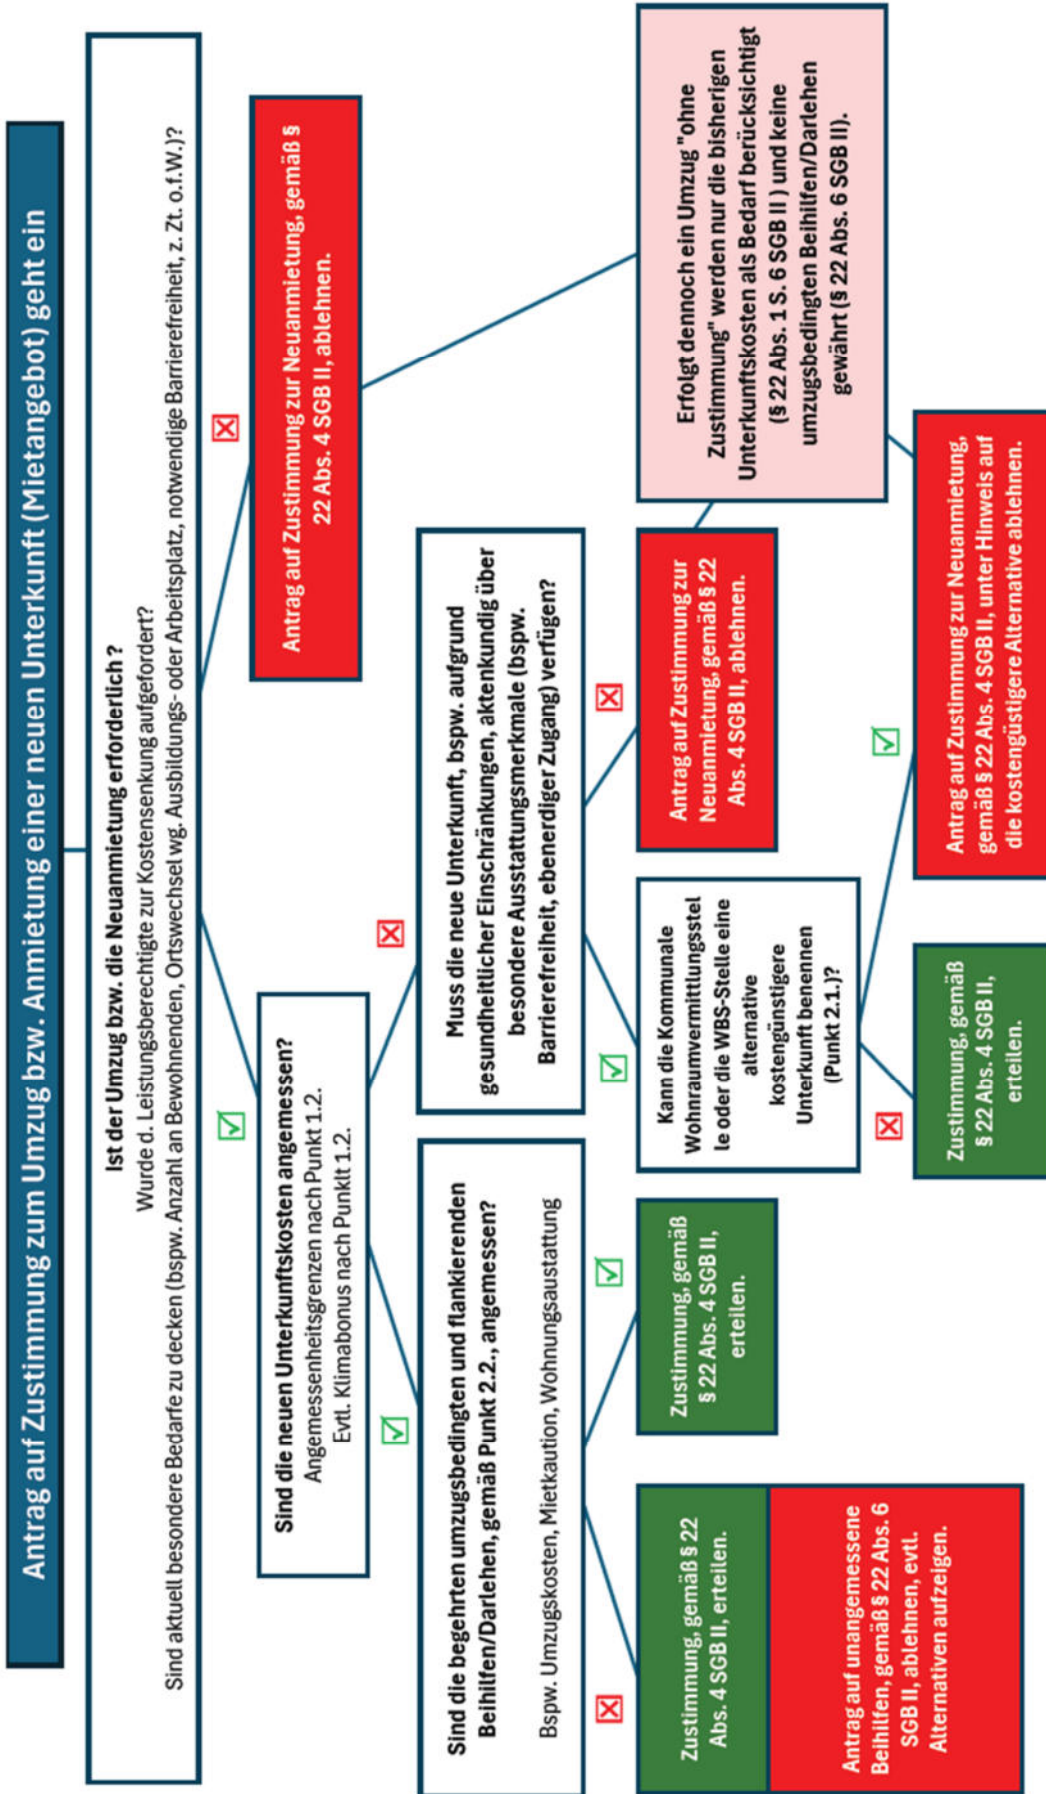 Antrag auf Zustimmung zum Umzug bzw. Anmietung einer neuen Unterkunft (Mietangebot) geht ein
Ist der Umzug bzw. die Neuanmietung erforderlich ?
Wurde d. Leistungsberechtigte zur Kostensenkung aufgefordert?
Sind aktuell besondere Bedarfe zu decken (bspw. Anzahl an Bewohnenden, Ortswechsel wg. Ausbildungs- oder Arbeitsplatz, notwendige Barrierefreiheit, z. Zt. o.f.W.)?
Sind die neuen Unterkunftskosten angemessen?
Angemessenheitsgrenzen nach Punkt 1.2.
Evtl. Klimabonus nach Punklt 1.2.
Antrag auf Zustimmung zur Neuanmietung, gemäß §
22 Abs. 4 SGB II, ablehnen.
Sind die begehrten umzugsbedingten und flankierenden
Beihilfen/Darlehen, gemäß Punkt 2.2., angemessen?
Bspw. Umzugskosten, Mietkaution, Wohnungsaustattung
Muss die neue Unterkunft, bspw. aufgrund
gesundheitlicher Einschränkungen, aktenkundig über
besondere Ausstattungsmerkmale (bspw.
Barrierefreiheit, ebenerdiger Zugang) verfügen?
Zustimmung, gemäß § 22
Abs. 4 SGB II, erteilen.
Antrag auf unangemessene
Beihilfen, gemäß § 22 Abs. 6
SGB II, ablehnen, evtl.
Alternativen aufzeigen.
Zustimmung, gemäß
§ 22 Abs. 4 SGB II,
erteilen.
Kann die Kommunale
Wohnraumvermittlungsstel
le oder die WBS-Stelle eine
alternative
kostengünstigere
Unterkunft benennen
(Punkt 2.1.)?
Antrag auf Zustimmung zur
Neuanmietung, gemäß § 22
Abs. 4 SGB II, ablehnen.
Erfolgt dennoch ein Umzug "ohne
Zustimmung" werden nur die bisherigen
Unterkunftskosten als Bedarf berücksichtigt
(§ 22 Abs. 1 S. 6 SGB II ) und keine
umzugsbedingten Beihilfen/Darlehen
gewährt (§ 22 Abs. 6 SGB II).
Zustimmung, gemäß
§ 22 Abs. 4 SGB II,
erteilen.
Antrag auf Zustimmung zur Neuanmietung,
gemäß § 22 Abs. 4 SGB II, unter Hinweis auf
die kostengüstigere Alternative ablehnen.